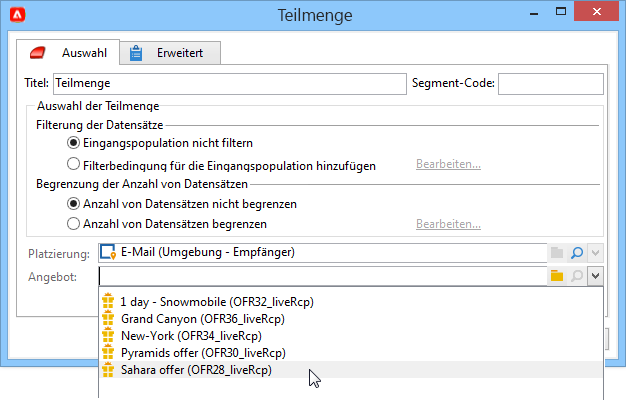 Teilmenge
Auswahl
Erweitert
Titel: Teilmenge Segment-Code:
Auswahl der Teilmenge
Filterung der Datensätze
Eingangspopulation nicht filtern
Filterbedingung für die Eingangspopulation hinzufügen Bearbeiten...
Begrenzung der Anzahl von Datensätzen
Anzahl von Datensätzen nicht begrenzen
Anzahl von Datensätzen begrenzen Bearbeiten...
Platzierung: E-Mail (Umgebung - Empfänger)
Angebot:
1 day - Snowmobile (OFR32_liveRcp)
Grand Canyon (OFR36_liveRcp)
New-York (OFR34_liveRcp)
Pyramids offer (OFR30_liveRcp)
Sahara offer (OFR28_liveRcp)